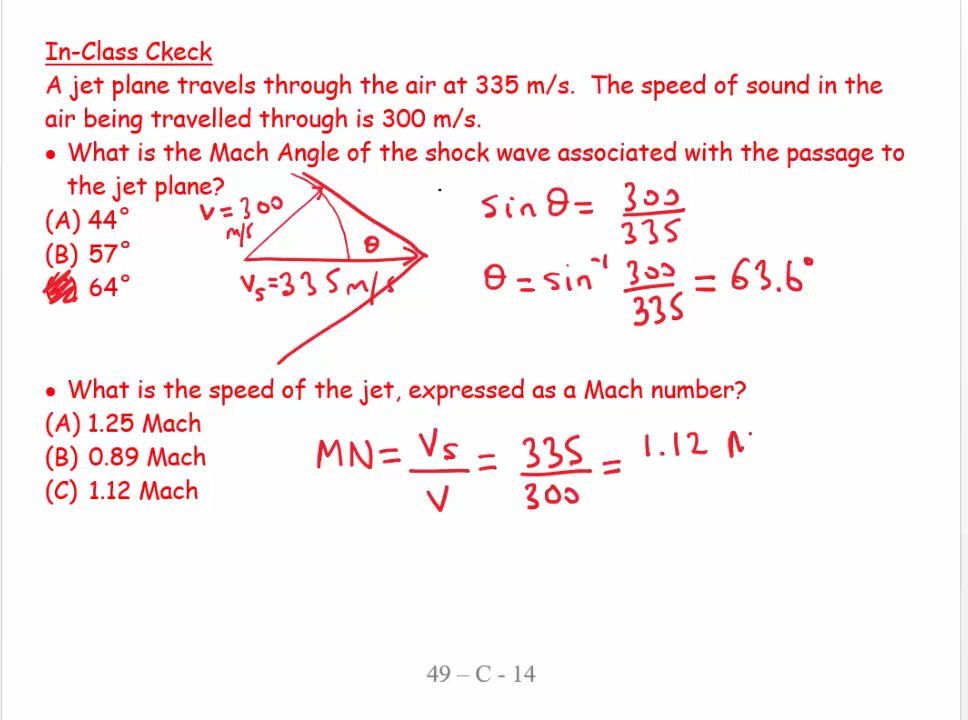 In-Class Ckeck
A jet plane travels through the air at 335 m/s. The speed of sound in the
air being travelled through is 300 m/s.
• What is the Mach Angle of the shock wave associated with the passage to
the jet plane?
(A) 44°
(B) 57°
64°
v = 300
m/s
θ
Vs = 335 m/s
sin θ = 300/335
θ = sin⁻¹ 300/335 = 63.6°
• What is the speed of the jet, expressed as a Mach number?
(A) 1.25 Mach
(B) 0.89 Mach
(C) 1.12 Mach
MN = Vs/V = 335/300 = 1.12
49 – C - 14